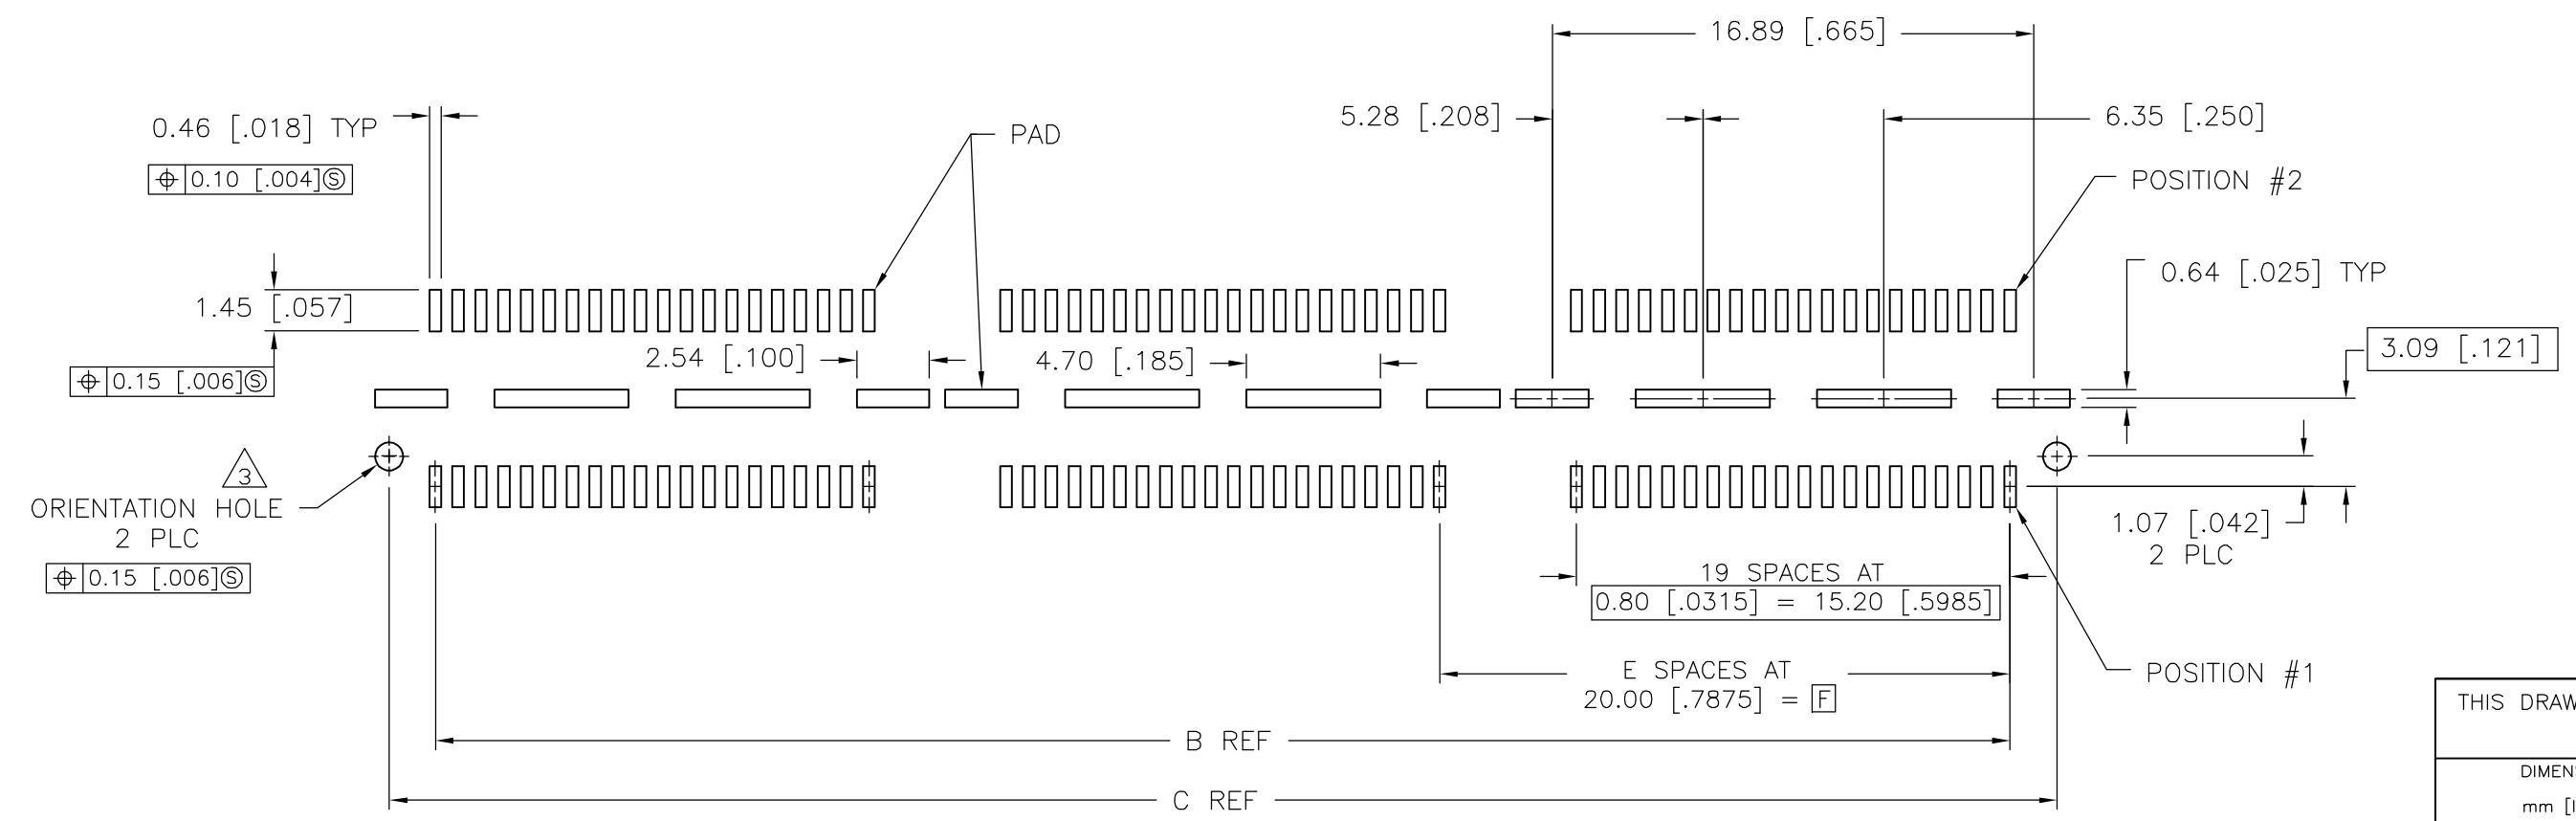 16.89 [.665]
5.28 [.208]
6.35 [.250]
0.46 [.018] TYP
PAD
⌖ 0.10 [.004]Ⓢ
POSITION #2
0.64 [.025] TYP
1.45 [.057]
3.09 [.121]
2.54 [.100]
4.70 [.185]
⌖ 0.15 [.006]Ⓢ
3
ORIENTATION HOLE
2 PLC
⌖ 0.15 [.006]Ⓢ
1.07 [.042]
2 PLC
19 SPACES AT
0.80 [.0315] = 15.20 [.5985]
E SPACES AT
20.00 [.7875] = F
POSITION #1
B REF
C REF
THIS DRAW
DIMEN
mm [I